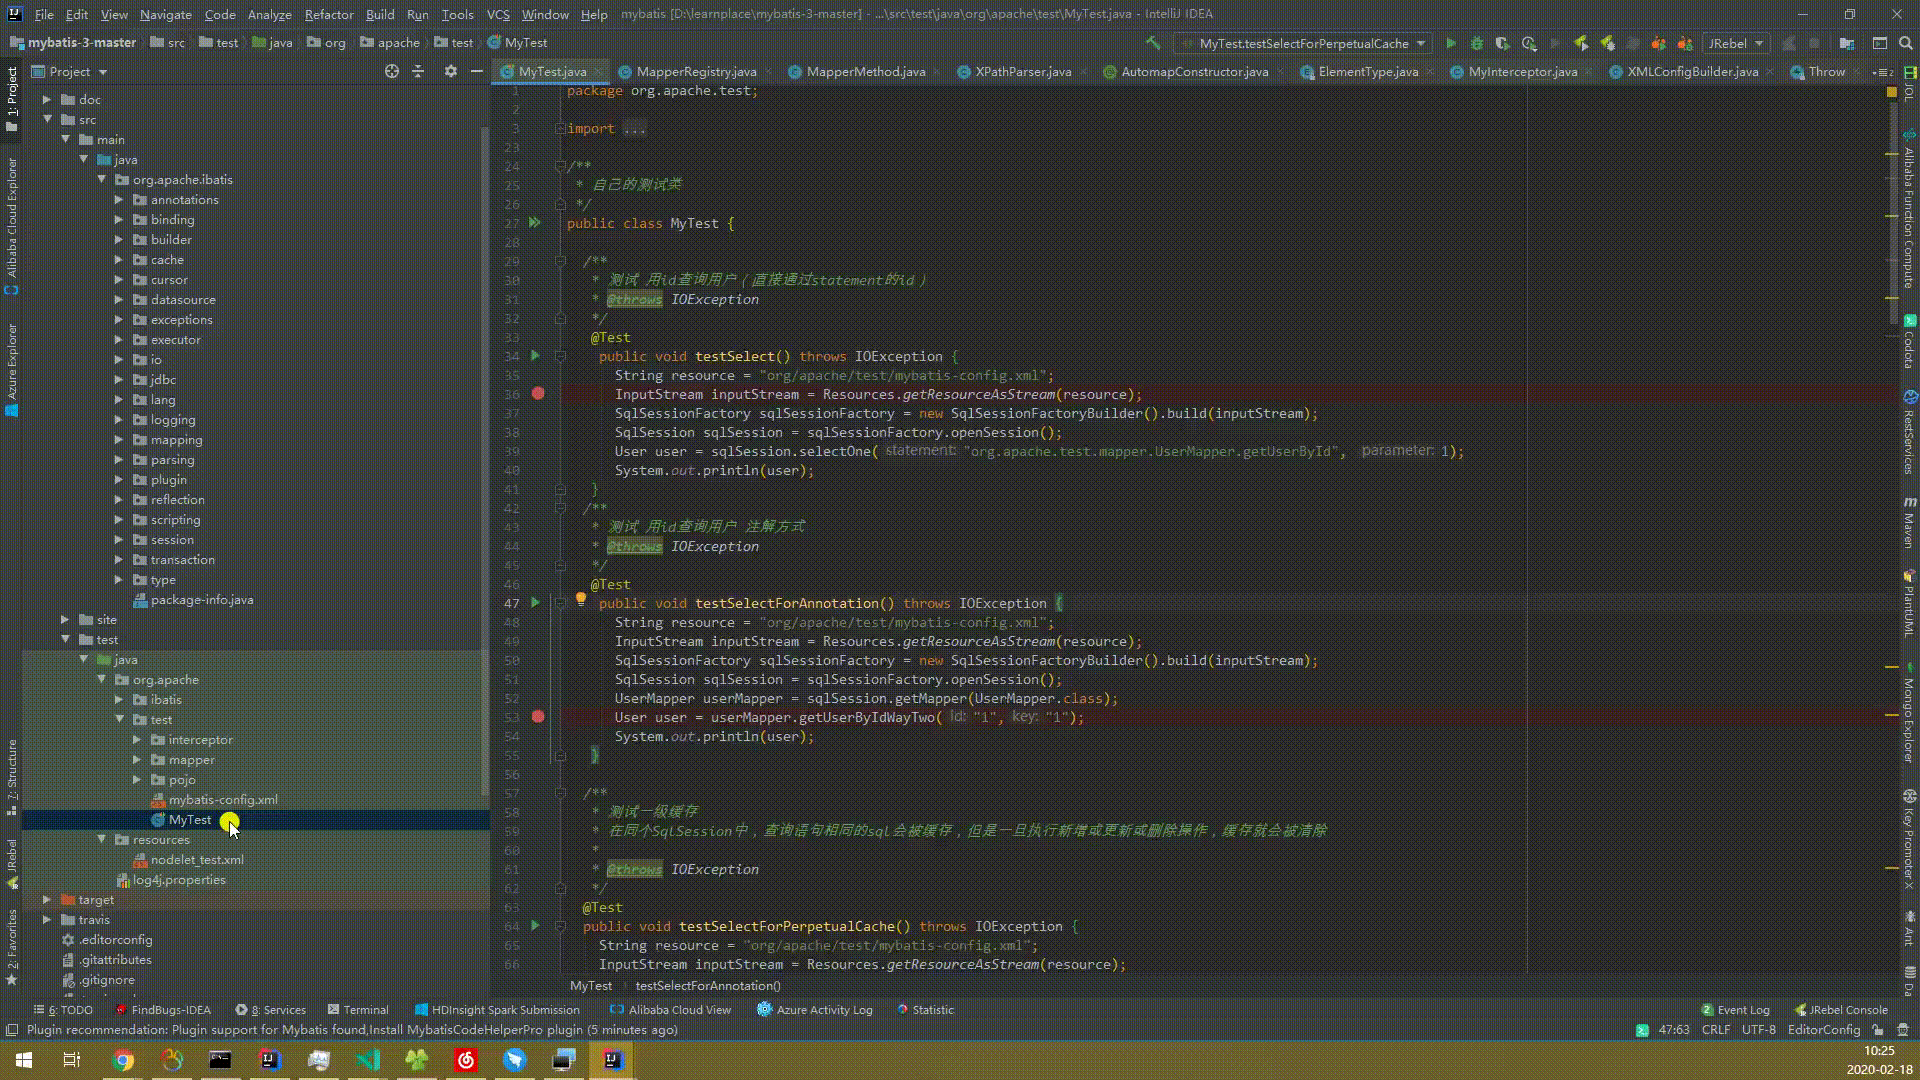 File Edit View Navigate Code Analyze Refactor Build Run Tools VCS Window Help mybatis [D:\learnplace\mybatis-3-master] - ...\src\test\java\org\apache\test\MyTest.java - IntelliJ IDEA
mybatis-3-master src test java org apache test MyTest MyTest.testSelectForPerpetualCache JRebel
Project
MyTest.java MapperRegistry.java MapperMethod.java XPathParser.java AutomapConstructor.java ElementType.java MyInterceptor.java XMLConfigBuilder.java Throw
1: Project
Alibaba Cloud Explorer
Azure Explorer
7: Structure
JRebel
2: Favorites
doc
src
main
java
org.apache.ibatis
annotations
binding
builder
cache
cursor
datasource
exceptions
executor
io
jdbc
lang
logging
mapping
parsing
plugin
reflection
scripting
session
transaction
type
package-info.java
site
test
java
org.apache
ibatis
test
interceptor
mapper
pojo
mybatis-config.xml
MyTest
resources
nodelet_test.xml
log4j.properties
target
travis
.editorconfig
.gitattributes
.gitignore
1 package org.apache.test;
2
3 import ...
23
24 /**
25 * 自己的测试类
26 */
27 public class MyTest {
28
29 /**
30 * 测试 用id查询用户（直接通过statement的id）
31 * @throws IOException
32 */
33 @Test
34 public void testSelect() throws IOException {
35 String resource = "org/apache/test/mybatis-config.xml";
36 InputStream inputStream = Resources.getResourceAsStream(resource);
37 SqlSessionFactory sqlSessionFactory = new SqlSessionFactoryBuilder().build(inputStream);
38 SqlSession sqlSession = sqlSessionFactory.openSession();
39 User user = sqlSession.selectOne( statement: "org.apache.test.mapper.UserMapper.getUserById", parameter: 1);
40 System.out.println(user);
41 }
42 /**
43 * 测试 用id查询用户 注解方式
44 * @throws IOException
45 */
46 @Test
47 public void testSelectForAnnotation() throws IOException {
48 String resource = "org/apache/test/mybatis-config.xml";
49 InputStream inputStream = Resources.getResourceAsStream(resource);
50 SqlSessionFactory sqlSessionFactory = new SqlSessionFactoryBuilder().build(inputStream);
51 SqlSession sqlSession = sqlSessionFactory.openSession();
52 UserMapper userMapper = sqlSession.getMapper(UserMapper.class);
53 User user = userMapper.getUserByIdWayTwo( id: "1", key: "1");
54 System.out.println(user);
55 }
56
57 /**
58 * 测试一级缓存
59 * 在同个SqlSession中，查询语句相同的sql会被缓存，但是一旦执行新增或更新或删除操作，缓存就会被清除
60 *
61 * @throws IOException
62 */
63 @Test
64 public void testSelectForPerpetualCache() throws IOException {
65 String resource = "org/apache/test/mybatis-config.xml";
66 InputStream inputStream = Resources.getResourceAsStream(resource);
MyTest testSelectForAnnotation()
JOL
Alibaba Function Compute
Codota
RestServices
Maven
PlantUML
Mongo Explorer
Key Promoter X
Ant
Da
6: TODO FindBugs-IDEA 8: Services Terminal HDInsight Spark Submission Alibaba Cloud View Azure Activity Log Statistic 2 Event Log JRebel Console
Plugin recommendation: Plugin support for Mybatis found,Install MybatisCodeHelperPro plugin (5 minutes ago) 47:63 CRLF UTF-8 EditorConfig
10:25
2020-02-18